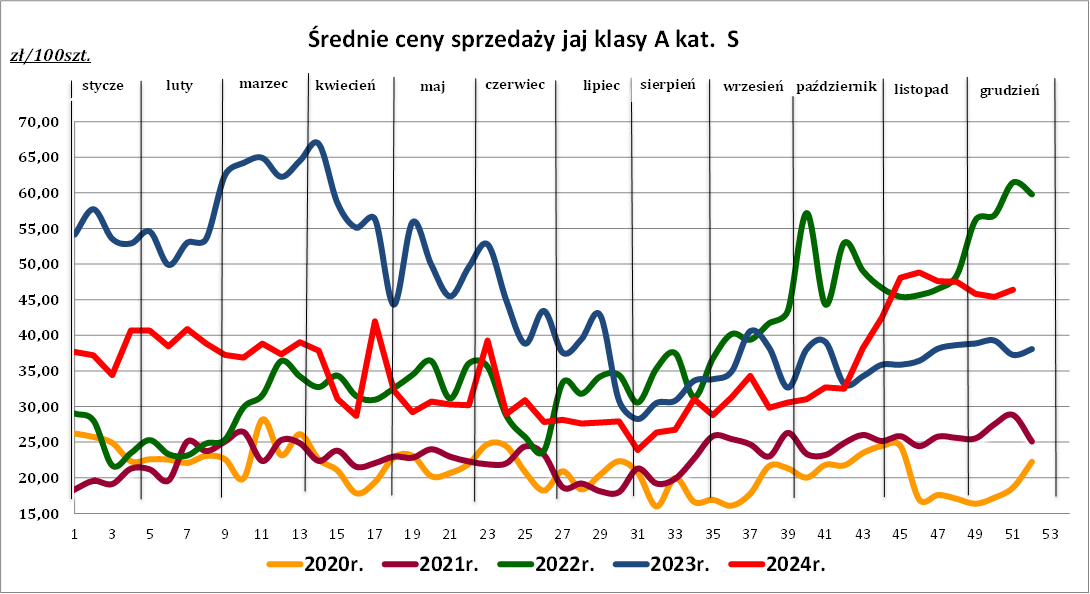 Średnie ceny sprzedaży jaj klasy A kat. S
zł/100szt.
stycze luty marzec kwiecień maj czerwiec lipiec sierpień wrzesień październik listopad grudzień
70,00
65,00
60,00
55,00
50,00
45,00
40,00
35,00
30,00
25,00
20,00
15,00
1 3 5 7 9 11 13 15 17 19 21 23 25 27 29 31 33 35 37 39 41 43 45 47 49 51 53
2020r. 2021r. 2022r. 2023r. 2024r.